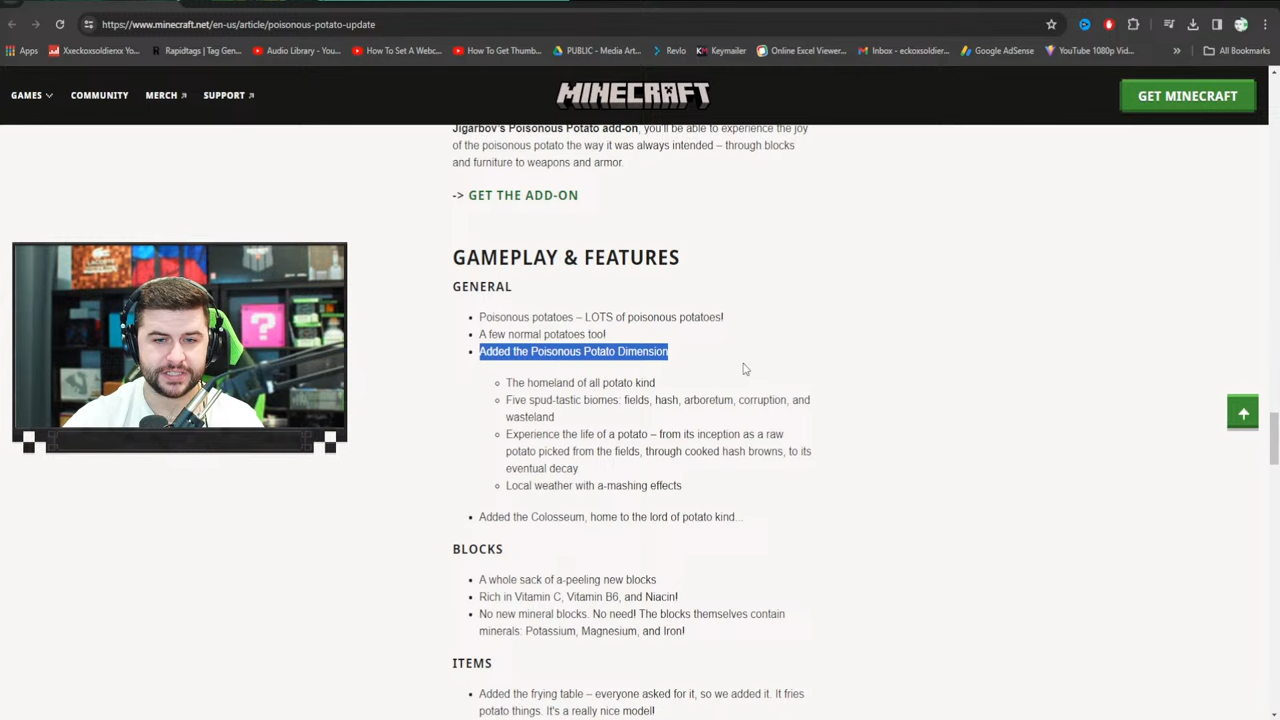 https://www.minecraft.net/en-us/article/poisonous-potato-update
Apps
Xxeckoxsoldierxx Yo...
Rapidtags | Tag Gen...
Audio Library - You...
How To Set A Webc...
How To Get Thumb...
PUBLIC - Media Art...
Revlo
Keymailer
Online Excel Viewer...
Inbox - eckoxsoldier...
Google AdSense
YouTube 1080p Vid...
»
All Bookmarks
GAMES
COMMUNITY
MERCH
SUPPORT
MINECRAFT
GET MINECRAFT
Jigarbov's Poisonous Potato add-on, you'll be able to experience the joy
of the poisonous potato the way it was always intended – through blocks
and furniture to weapons and armor.
-> GET THE ADD-ON
GAMEPLAY & FEATURES
GENERAL
Poisonous potatoes – LOTS of poisonous potatoes!
A few normal potatoes too!
Added the Poisonous Potato Dimension
The homeland of all potato kind
Five spud-tastic biomes: fields, hash, arboretum, corruption, and
wasteland
Experience the life of a potato – from its inception as a raw
potato picked from the fields, through cooked hash browns, to its
eventual decay
Local weather with a-mashing effects
Added the Colosseum, home to the lord of potato kind...
BLOCKS
A whole sack of a-peeling new blocks
Rich in Vitamin C, Vitamin B6, and Niacin!
No new mineral blocks. No need! The blocks themselves contain
minerals: Potassium, Magnesium, and Iron!
ITEMS
Added the frying table – everyone asked for it, so we added it. It fries
potato things. It's a really nice model!